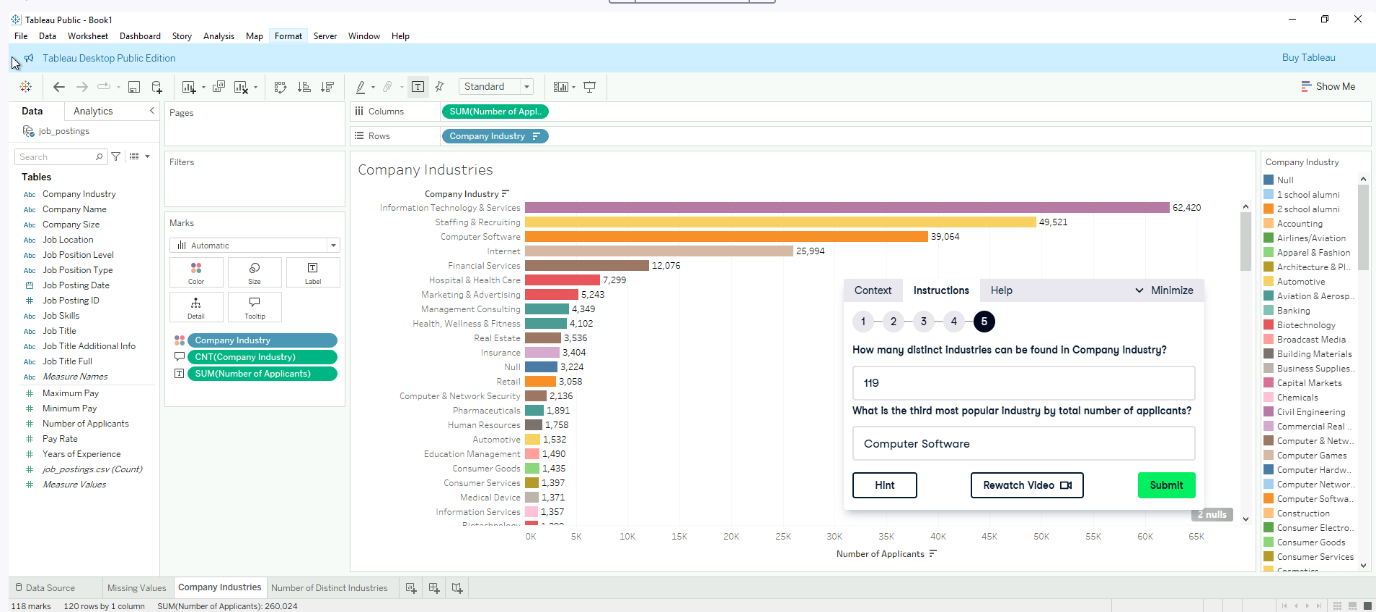 Tableau Public - Book1
File Data Worksheet Dashboard Story Analysis Map Format Server Window Help
Tableau Desktop Public Edition
Buy Tableau
Standard
Show Me
Data
Analytics
job_postings
Search
Tables
Abc Company Industry
Abc Company Name
Abc Company Size
Abc Job Location
Abc Job Position Level
Abc Job Position Type
Job Posting Date
# Job Posting ID
Abc Job Skills
Abc Job Title
Abc Job Title Additional Info
Abc Job Title Full
Abc Measure Names
# Maximum Pay
# Minimum Pay
# Number of Applicants
# Pay Rate
# Years of Experience
# job_postings.csv (Count)
# Measure Values
Pages
Filters
Marks
Automatic
Color
Size
Label
Detail
Tooltip
Company Industry
CNT(Company Industry)
SUM(Number of Applicants)
Columns
SUM(Number of Appl..
Rows
Company Industry
Company Industries
Company Industry
Information Technology & Services 62,420
Staffing & Recruiting 49,521
Computer Software 39,064
Internet 25,994
Financial Services 12,076
Hospital & Health Care 7,299
Marketing & Advertising 5,243
Management Consulting 4,349
Health, Wellness & Fitness 4,102
Real Estate 3,536
Insurance 3,404
Null 3,224
Retail 3,058
Computer & Network Security 2,136
Pharmaceuticals 1,891
Human Resources 1,758
Automotive 1,532
Education Management 1,490
Consumer Goods 1,435
Consumer Services 1,397
Medical Device 1,371
Information Services 1,357
Biotechnology
0K 5K 10K 15K 20K 25K 30K 35K 40K 45K 50K 55K 60K 65K
Number of Applicants
2 nulls
Context
Instructions
Help
Minimize
1 2 3 4 5
How many distinct industries can be found in Company Industry?
119
What is the third most popular industry by total number of applicants?
Computer Software
Hint
Rewatch Video
Submit
Company Industry
Null
1 school alumni
2 school alumni
Accounting
Airlines/Aviation
Apparel & Fashion
Architecture & Pl...
Automotive
Aviation & Aerosp..
Banking
Biotechnology
Broadcast Media
Building Materials
Business Supplies..
Capital Markets
Chemicals
Civil Engineering
Commercial Real ..
Computer & Netw..
Computer Games
Computer Hardw..
Computer Networ..
Computer Softwa..
Construction
Consumer Electro..
Consumer Goods
Consumer Services
Cosmetics
Data Source
Missing Values
Company Industries
Number of Distinct Industries
118 marks
120 rows by 1 column
SUM(Number of Applicants): 260,024